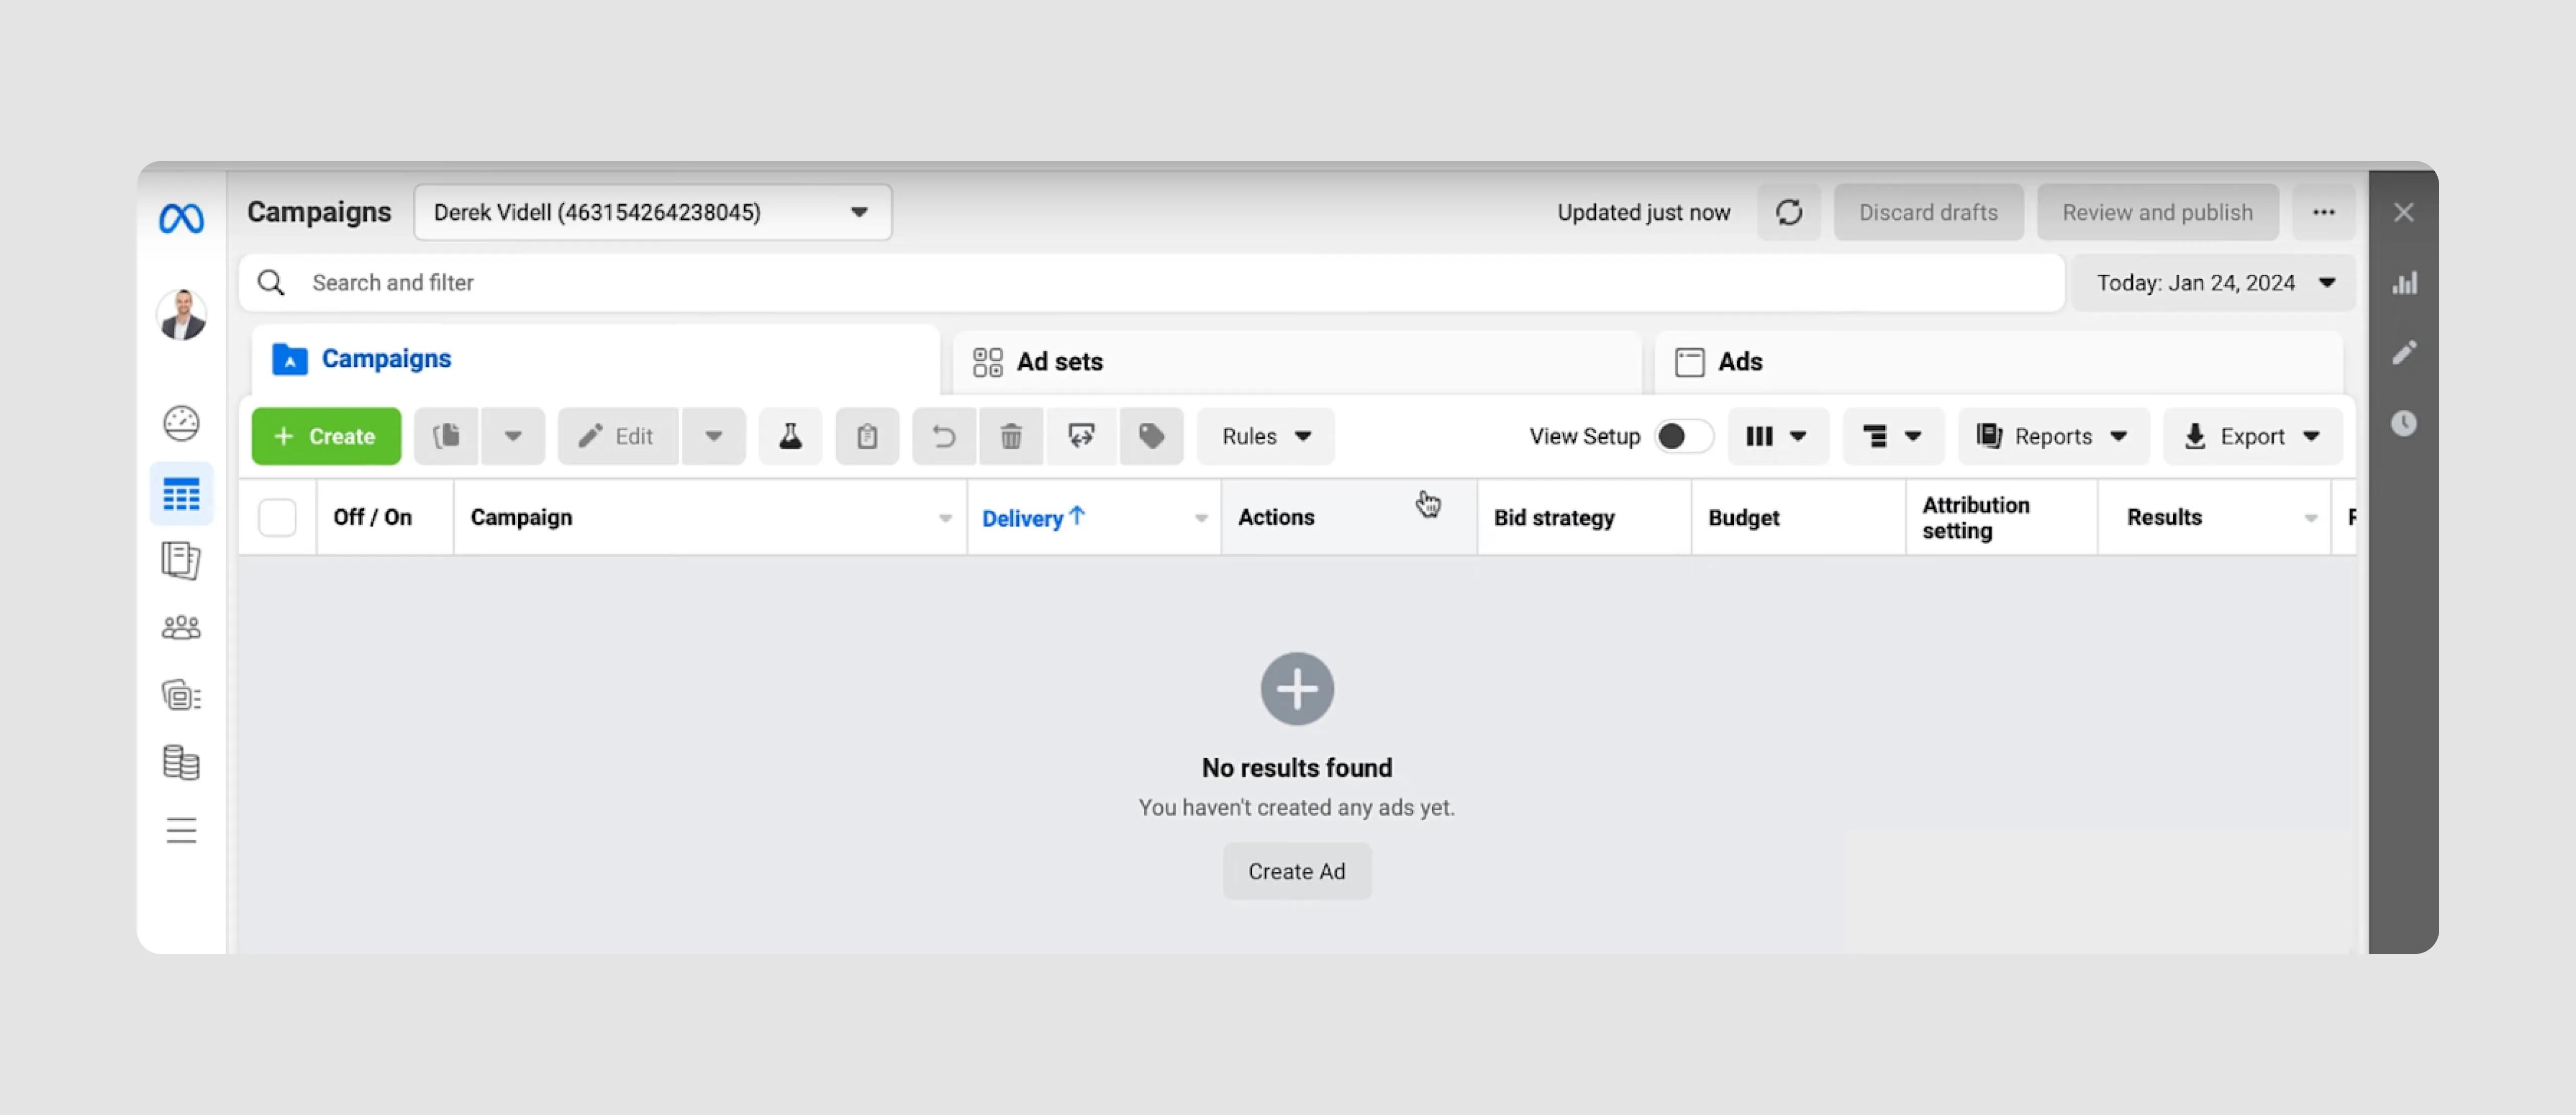 Campaigns
Derek Videll (463154264238045)
Updated just now
Discard drafts
Review and publish
Search and filter
Today: Jan 24, 2024
Campaigns
Ad sets
Ads
+ Create
Edit
Rules
View Setup
Reports
Export
Off / On
Campaign
Delivery ↑
Actions
Bid strategy
Budget
Attribution
setting
Results
No results found
You haven't created any ads yet.
Create Ad